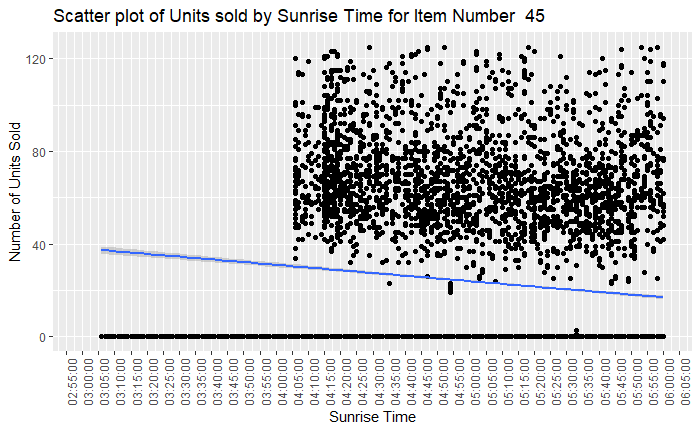 Scatter plot of Units sold by Sunrise Time for Item Number  45
Number of Units Sold
120
80
40
0
02:55:00 03:00:00 03:05:00 03:10:00 03:15:00 03:20:00 03:25:00 03:30:00 03:35:00 03:40:00 03:45:00 03:50:00 03:55:00 04:00:00 04:05:00 04:10:00 04:15:00 04:20:00 04:25:00 04:30:00 04:35:00 04:40:00 04:45:00 04:50:00 04:55:00 05:00:00 05:05:00 05:10:00 05:15:00 05:20:00 05:25:00 05:30:00 05:35:00 05:40:00 05:45:00 05:50:00 05:55:00 06:00:00 06:05:00
Sunrise Time